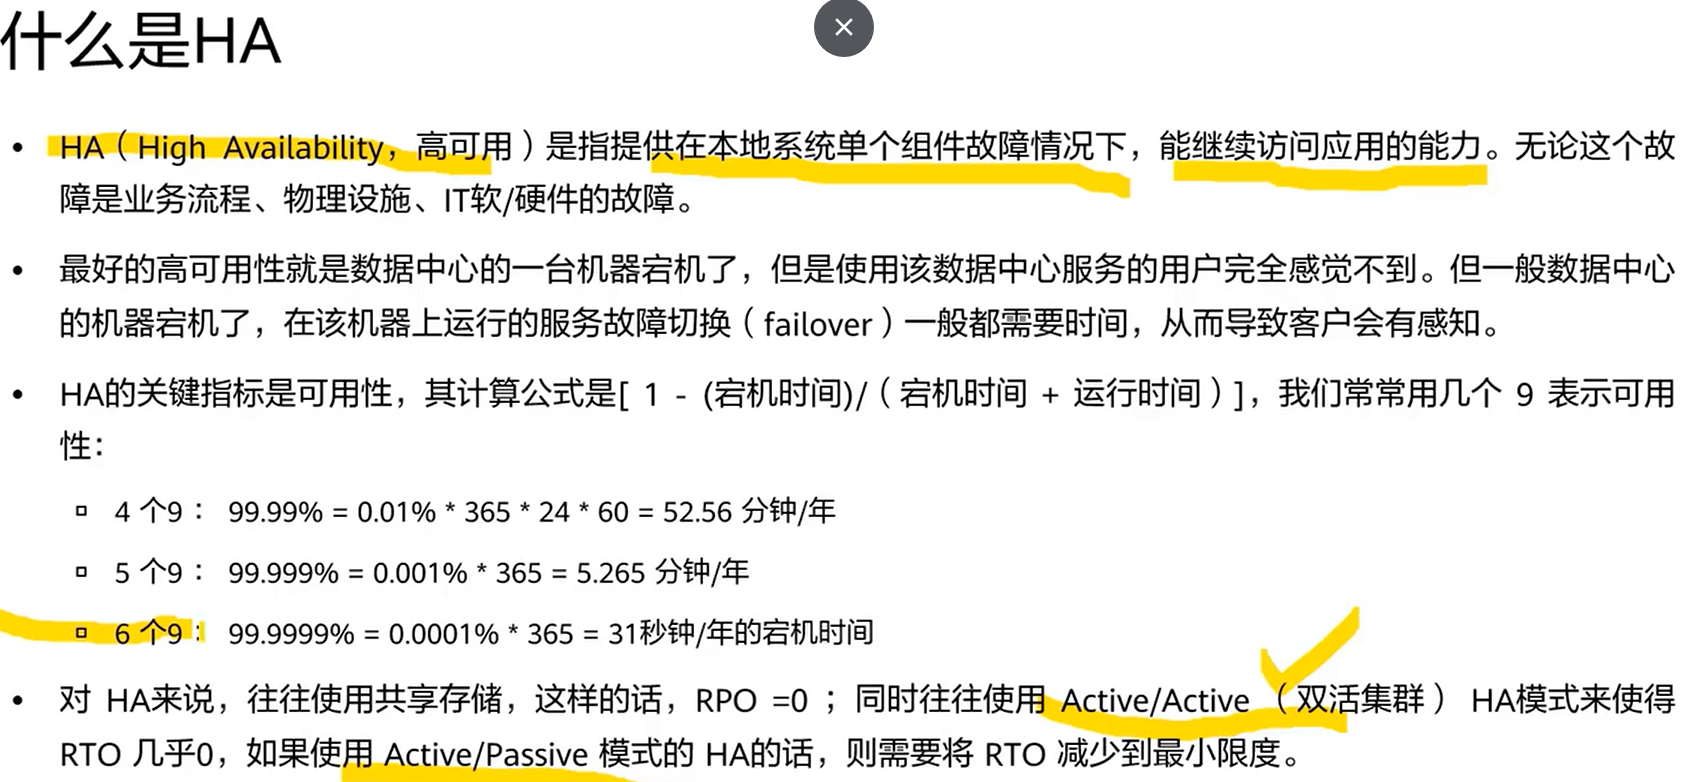 什么是HA
• HA（High Availability，高可用）是指提供在本地系统单个组件故障情况下，能继续访问应用的能力。无论这个故
障是业务流程、物理设施、IT软/硬件的故障。
• 最好的高可用性就是数据中心的一台机器宕机了，但是使用该数据中心服务的用户完全感觉不到。但一般数据中心
的机器宕机了，在该机器上运行的服务故障切换（failover）一般都需要时间，从而导致客户会有感知。
• HA的关键指标是可用性，其计算公式是[ 1 - (宕机时间)/（宕机时间 + 运行时间）]，我们常常用几个 9 表示可用
性：
▫ 4 个9： 99.99% = 0.01% * 365 * 24 * 60 = 52.56 分钟/年
▫ 5 个9： 99.999% = 0.001% * 365 = 5.265 分钟/年
▫ 6 个9： 99.9999% = 0.0001% * 365 = 31秒钟/年的宕机时间
• 对 HA来说，往往使用共享存储，这样的话，RPO =0 ；同时往往使用 Active/Active （双活集群） HA模式来使得
RTO 几乎0，如果使用 Active/Passive 模式的 HA的话，则需要将 RTO 减少到最小限度。